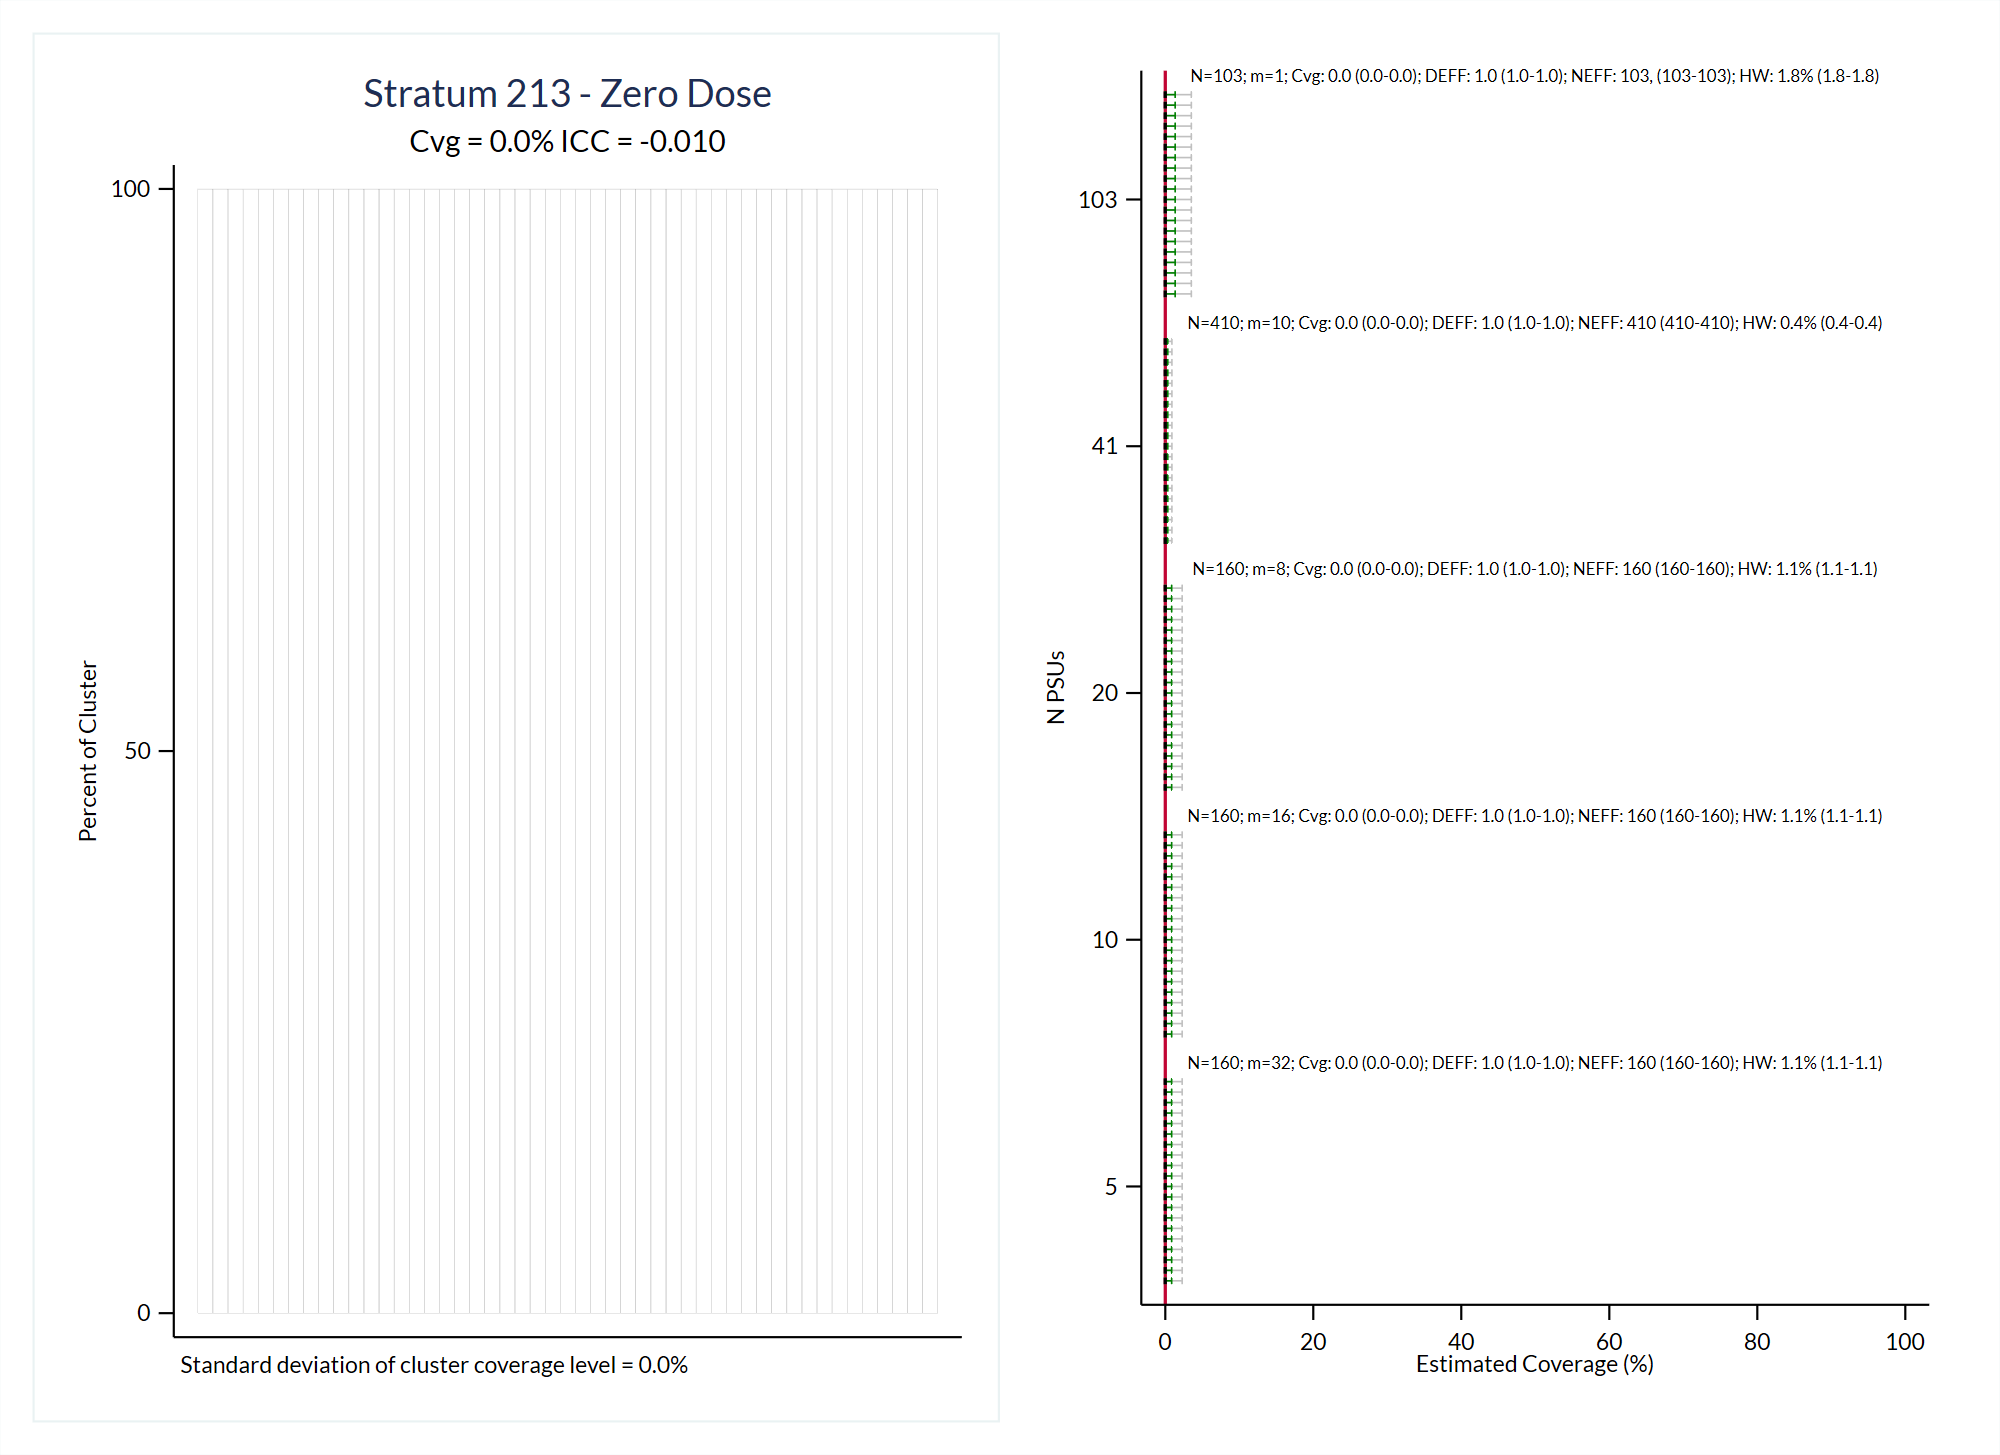 Stratum 213 - Zero Dose
Cvg = 0.0% ICC = -0.010
100
50
0
Percent of Cluster
Standard deviation of cluster coverage level = 0.0%
N=103; m=1; Cvg: 0.0 (0.0-0.0); DEFF: 1.0 (1.0-1.0); NEFF: 103, (103-103); HW: 1.8% (1.8-1.8)
103
N=410; m=10; Cvg: 0.0 (0.0-0.0); DEFF: 1.0 (1.0-1.0); NEFF: 410 (410-410); HW: 0.4% (0.4-0.4)
41
N=160; m=8; Cvg: 0.0 (0.0-0.0); DEFF: 1.0 (1.0-1.0); NEFF: 160 (160-160); HW: 1.1% (1.1-1.1)
20
N PSUs
N=160; m=16; Cvg: 0.0 (0.0-0.0); DEFF: 1.0 (1.0-1.0); NEFF: 160 (160-160); HW: 1.1% (1.1-1.1)
10
N=160; m=32; Cvg: 0.0 (0.0-0.0); DEFF: 1.0 (1.0-1.0); NEFF: 160 (160-160); HW: 1.1% (1.1-1.1)
5
0 20 40 60 80 100
Estimated Coverage (%)